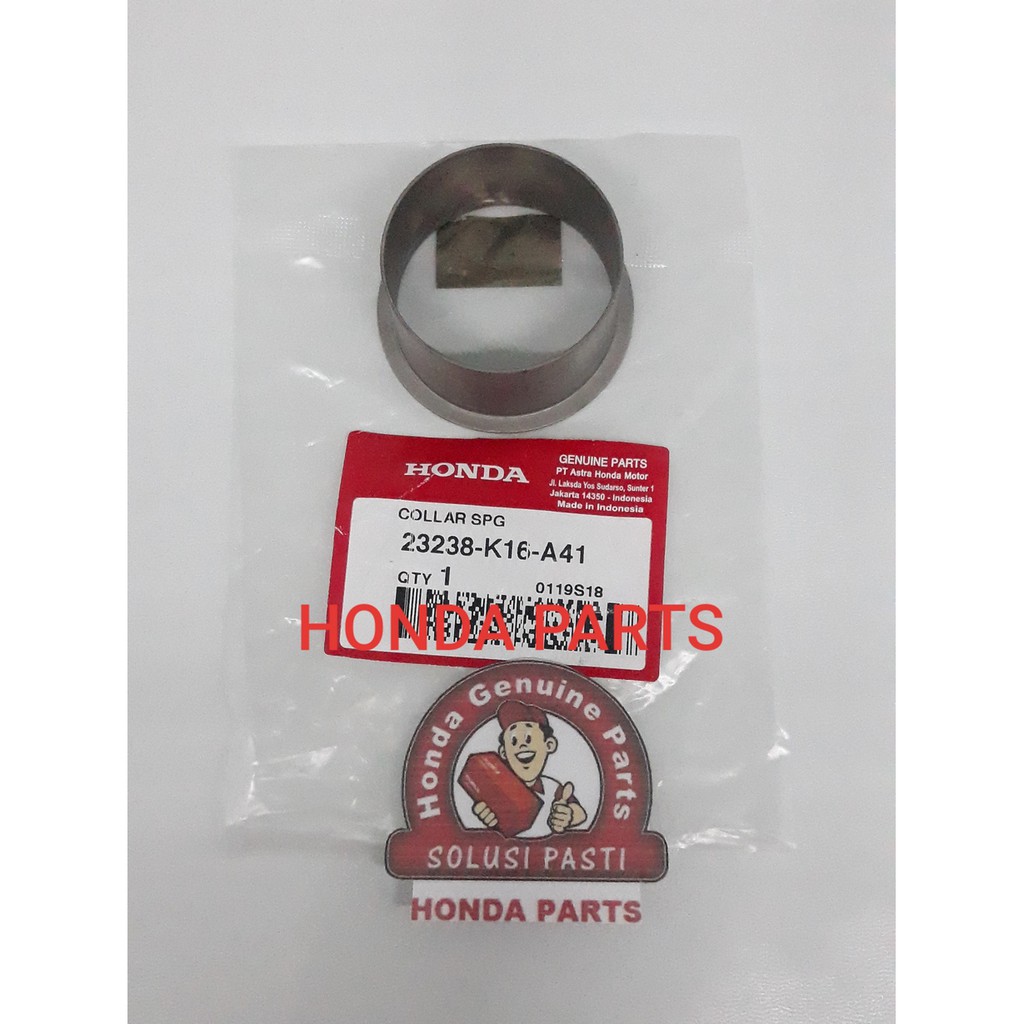 HONDA
GENUINE PARTS
PT Astra Honda Motor
Jl. Laksda Yos Sudarso, Sunter 1
Jakarta 14350 - Indonesia
Made in Indonesia
COLLAR SPG
23238-K16-A41
QTY 1
0119S18
HONDA PARTS
Honda Genuine Parts
SOLUSI PASTI
HONDA PARTS